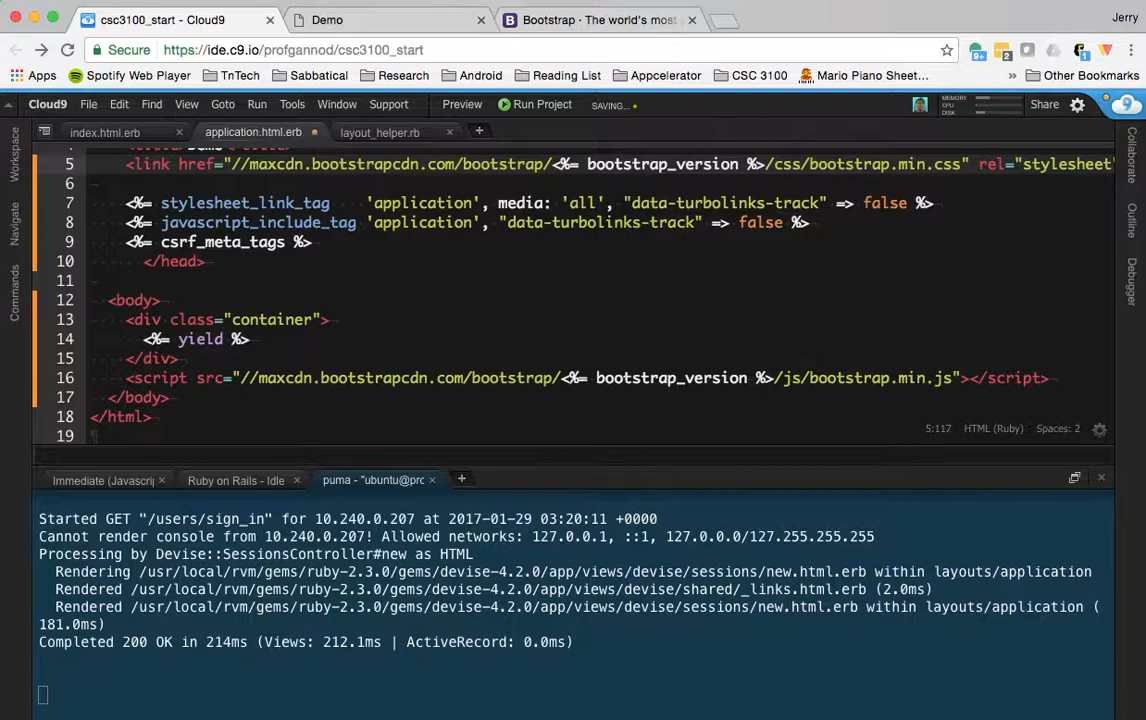 csc3100_start - Cloud9
Demo
Bootstrap · The world's most
Jerry
Secure
https://ide.c9.io/profgannod/csc3100_start
9+
2
1
Apps
Spotify Web Player
TnTech
Sabbatical
Research
Android
Reading List
Appcelerator
CSC 3100
Mario Piano Sheet...
»
Other Bookmarks
Cloud9 File Edit Find View Goto Run Tools Window Support Preview Run Project SAVING...
MEMORY
CPU
DISK
Share
index.html.erb
application.html.erb
layout_helper.rb
Workspace
Navigate
Commands
Collaborate
Outline
Debugger
5 <link href="//maxcdn.bootstrapcdn.com/bootstrap/<%= bootstrap_version %>/css/bootstrap.min.css" rel="stylesheet"
6
7 <%= stylesheet_link_tag 'application', media: 'all', "data-turbolinks-track" => false %>
8 <%= javascript_include_tag 'application', "data-turbolinks-track" => false %>
9 <%= csrf_meta_tags %>
10 </head>
11
12 <body>
13 <div class="container">
14 <%= yield %>
15 </div>
16 <script src="//maxcdn.bootstrapcdn.com/bootstrap/<%= bootstrap_version %>/js/bootstrap.min.js"></script>
17 </body>
18 </html>
19
5:117 HTML (Ruby) Spaces: 2
Immediate (Javascri
Ruby on Rails - Idle
puma - "ubuntu@pro
Started GET "/users/sign_in" for 10.240.0.207 at 2017-01-29 03:20:11 +0000
Cannot render console from 10.240.0.207! Allowed networks: 127.0.0.1, ::1, 127.0.0.0/127.255.255.255
Processing by Devise::SessionsController#new as HTML
Rendering /usr/local/rvm/gems/ruby-2.3.0/gems/devise-4.2.0/app/views/devise/sessions/new.html.erb within layouts/application
Rendered /usr/local/rvm/gems/ruby-2.3.0/gems/devise-4.2.0/app/views/devise/shared/_links.html.erb (2.0ms)
Rendered /usr/local/rvm/gems/ruby-2.3.0/gems/devise-4.2.0/app/views/devise/sessions/new.html.erb within layouts/application (
181.0ms)
Completed 200 OK in 214ms (Views: 212.1ms | ActiveRecord: 0.0ms)